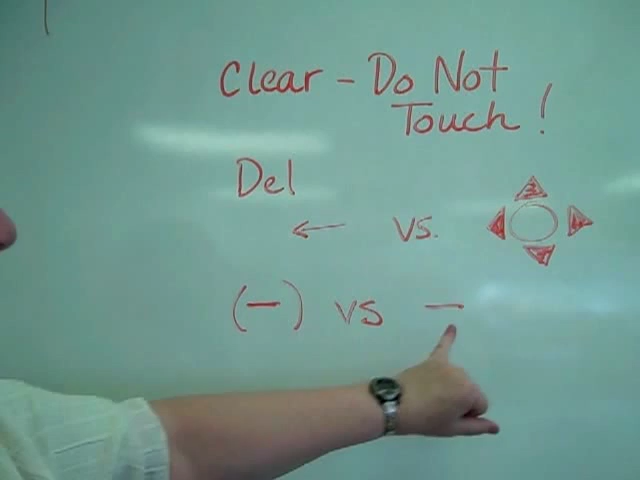 Clear - Do Not
Touch!
Del
← vs.
(-) vs -